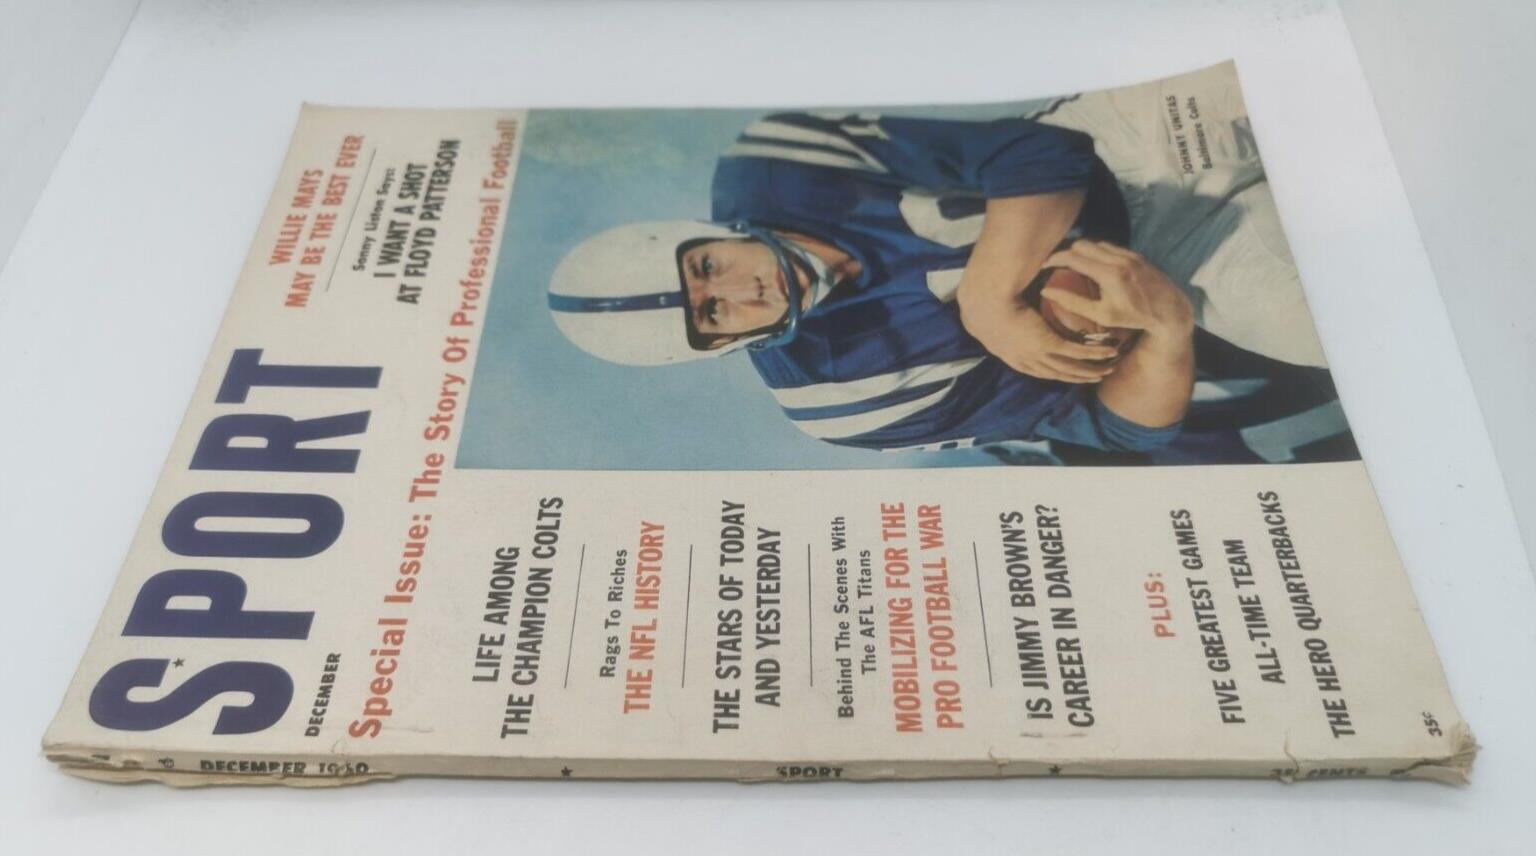 SPORT
DECEMBER
WILLIE MAYS
MAY BE THE BEST EVER
Sonny Liston Says:
I WANT A SHOT
AT FLOYD PATTERSON
Special Issue: The Story Of Professional Football
LIFE AMONG
THE CHAMPION COLTS
Rags To Riches
THE NFL HISTORY
THE STARS OF TODAY
AND YESTERDAY
Behind The Scenes With
The AFL Titans
MOBILIZING FOR THE
PRO FOOTBALL WAR
IS JIMMY BROWN'S
CAREER IN DANGER?
PLUS:
FIVE GREATEST GAMES
ALL-TIME TEAM
THE HERO QUARTERBACKS
35¢
JOHNNY UNITAS
Baltimore Colts
DECEMBER 1960 ★ SPORT ★ 35 CENTS